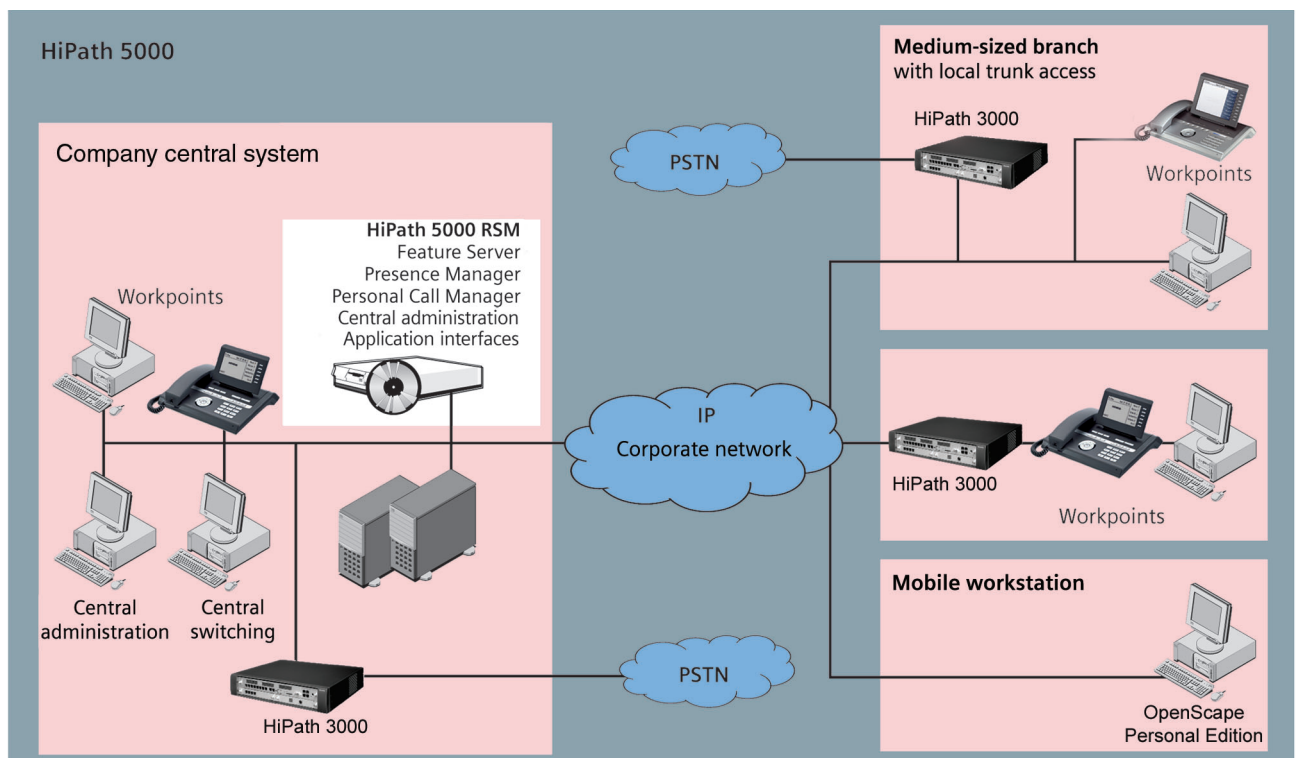 HiPath 5000
Company central system
HiPath 5000 RSM
Feature Server
Presence Manager
Personal Call Manager
Central administration
Application interfaces
Workpoints
Central
administration
Central
switching
HiPath 3000
PSTN
IP
Corporate network
PSTN
Medium-sized branch
with local trunk access
HiPath 3000
Workpoints
HiPath 3000
Workpoints
Mobile workstation
OpenScape
Personal Edition